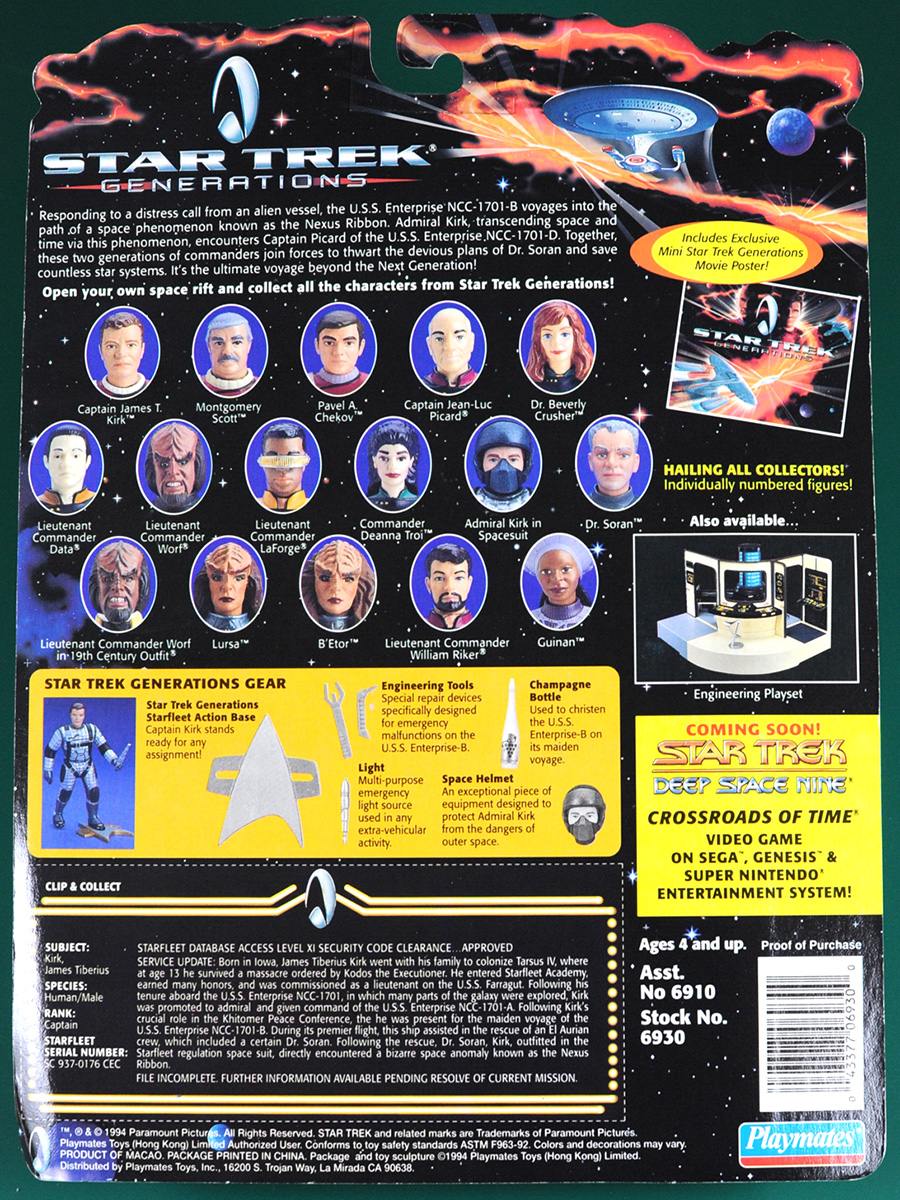 STAR TREK®
GENERATIONS
Responding to a distress call from an alien vessel, the U.S.S. Enterprise NCC-1701-B voyages into the
path of a space phenomenon known as the Nexus Ribbon. Admiral Kirk, transcending space and
time via this phenomenon, encounters Captain Picard of the U.S.S. Enterprise NCC-1701-D. Together,
these two generations of commanders join forces to thwart the devious plans of Dr. Soran and save
countless star systems. It's the ultimate voyage beyond the Next Generation!
Open your own space rift and collect all the characters from Star Trek Generations!
Includes Exclusive
Mini Star Trek Generations
Movie Poster!
STAR TREK
GENERATIONS
Captain James T.
Kirk™
Montgomery
Scott™
Pavel A.
Chekov™
Captain Jean-Luc
Picard®
Dr. Beverly
Crusher™
Lieutenant
Commander
Data®
Lieutenant
Commander
Worf®
Lieutenant
Commander
LaForge®
Commander
Deanna Troi™
Admiral Kirk in
Spacesuit
Dr. Soran™
Lieutenant Commander Worf
in 19th Century Outfit®
Lursa™
B'Etor™
Lieutenant Commander
William Riker®
Guinan™
HAILING ALL COLLECTORS!
Individually numbered figures!
Also available...
Engineering Playset
STAR TREK GENERATIONS GEAR
Star Trek Generations
Starfleet Action Base
Captain Kirk stands
ready for any
assignment!
Engineering Tools
Special repair devices
specifically designed
for emergency
malfunctions on the
U.S.S. Enterprise-B.
Light
Multi-purpose
emergency
light source
used in any
extra-vehicular
activity.
Champagne
Bottle
Used to christen
the U.S.S.
Enterprise-B on
its maiden
voyage.
Space Helmet
An exceptional piece of
equipment designed to
protect Admiral Kirk
from the dangers of
outer space.
COMING SOON!
STAR TREK
DEEP SPACE NINE®
CROSSROADS OF TIME™
VIDEO GAME
ON SEGA™, GENESIS™ &
SUPER NINTENDO®
ENTERTAINMENT SYSTEM!
CLIP & COLLECT
SUBJECT:
Kirk,
James Tiberius
SPECIES:
Human/Male
RANK:
Captain
STARFLEET
SERIAL NUMBER:
SC 937-0176 CEC
STARFLEET DATABASE ACCESS LEVEL XI SECURITY CODE CLEARANCE...APPROVED
SERVICE UPDATE: Born in Iowa, James Tiberius Kirk went with his family to colonize Tarsus IV, where
at age 13 he survived a massacre ordered by Kodos the Executioner. He entered Starfleet Academy,
earned many honors, and was commissioned as a lieutenant on the U.S.S. Farragut. Following his
tenure aboard the U.S.S. Enterprise NCC-1701, in which many parts of the galaxy were explored, Kirk
was promoted to admiral and given command of the U.S.S. Enterprise NCC-1701-A. Following Kirk's
crucial role in the Khitomer Peace Conference, the he was present for the maiden voyage of the
U.S.S. Enterprise NCC-1701-B. During its premier flight, this ship assisted in the rescue of an El Aurian
crew, which included a certain Dr. Soran. Following the rescue, Dr. Soran, Kirk, outfitted in the
Starfleet regulation space suit, directly encountered a bizarre space anomaly known as the Nexus
Ribbon.
FILE INCOMPLETE. FURTHER INFORMATION AVAILABLE PENDING RESOLVE OF CURRENT MISSION.
Ages 4 and up.
Proof of Purchase
Asst.
No 6910
Stock No.
6930
0 43377 06930 0
™, ® & © 1994 Paramount Pictures. All Rights Reserved. STAR TREK and related marks are Trademarks of Paramount Pictures.
Playmates Toys (Hong Kong) Limited Authorized User. Conforms to toy safety standards ASTM F963-92. Colors and decorations may vary.
PRODUCT OF MACAO. PACKAGE PRINTED IN CHINA. Package and toy sculpture ©1994 Playmates Toys (Hong Kong) Limited.
Distributed by Playmates Toys, Inc., 16200 S. Trojan Way, La Mirada CA 90638.
Playmates®